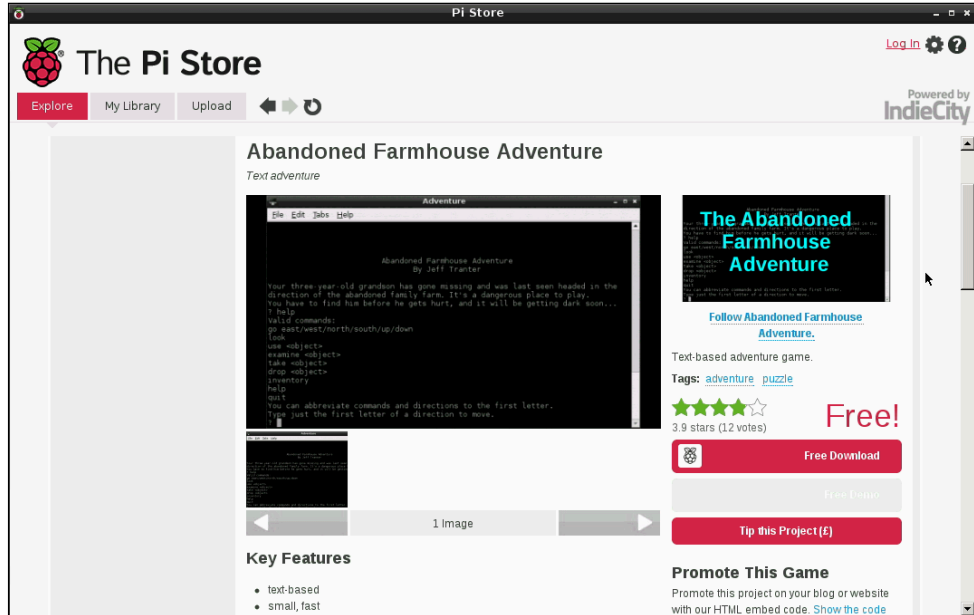 Pi Store
The Pi Store
Log In
Explore
My Library
Upload
Powered by
IndieCity
Abandoned Farmhouse Adventure
Text adventure
Adventure
File Edit Tabs Help
Abandoned Farmhouse Adventure
By Jeff Tranter
Your three-year-old grandson has gone missing and was last seen headed in the
direction of the abandoned family farm. It's a dangerous place to play.
You have to find him before he gets hurt, and it will be getting dark soon...
? help
Valid commands:
go east/west/north/south/up/down
look
use <object>
examine <object>
take <object>
drop <object>
inventory
help
quit
You can abbreviate commands and directions to the first letter.
Type just the first letter of a direction to move.
?
1 Image
Key Features
text-based
small, fast
The Abandoned
Farmhouse
Adventure
Follow Abandoned Farmhouse
Adventure.
Text-based adventure game.
Tags: adventure puzzle
3.9 stars (12 votes)
Free!
Free Download
Free Demo
Tip this Project (£)
Promote This Game
Promote this project on your blog or website
with our HTML embed code. Show the code